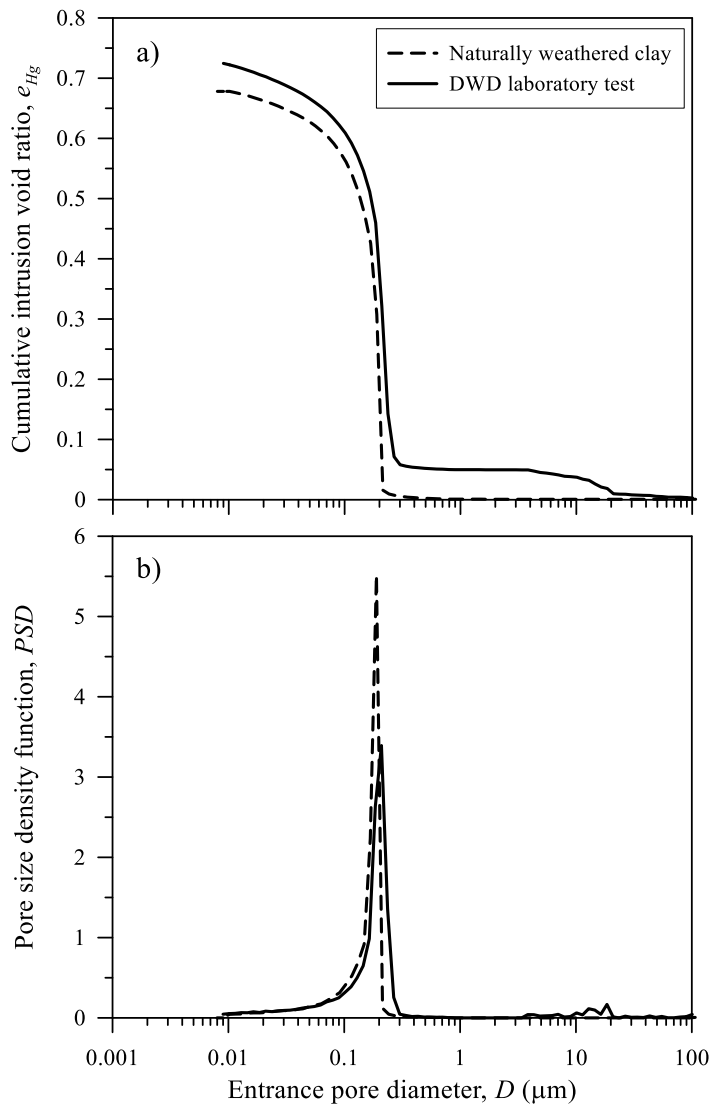 0.8
a)
Naturally weathered clay
DWD laboratory test
0.7
0.6
0.5
0.4
0.3
0.2
0.1
0
Cumulative intrusion void ratio, e_Hg
6
b)
5
4
3
2
1
0
Pore size density function, PSD
0.001 0.01 0.1 1 10 100
Entrance pore diameter, D (µm)